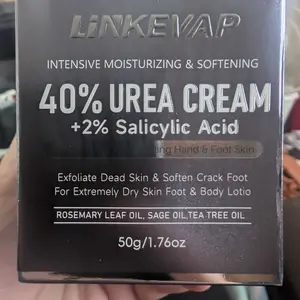 LINKEVAP
INTENSIVE MOISTURIZING & SOFTENING
40% UREA CREAM
+2% Salicylic Acid
Hand & Foot Skin
Exfoliate Dead Skin & Soften Crack Foot
For Extremely Dry Skin Foot & Body Lotio
ROSEMARY LEAF OIL, SAGE OIL,TEA TREE OIL
50g/1.76oz